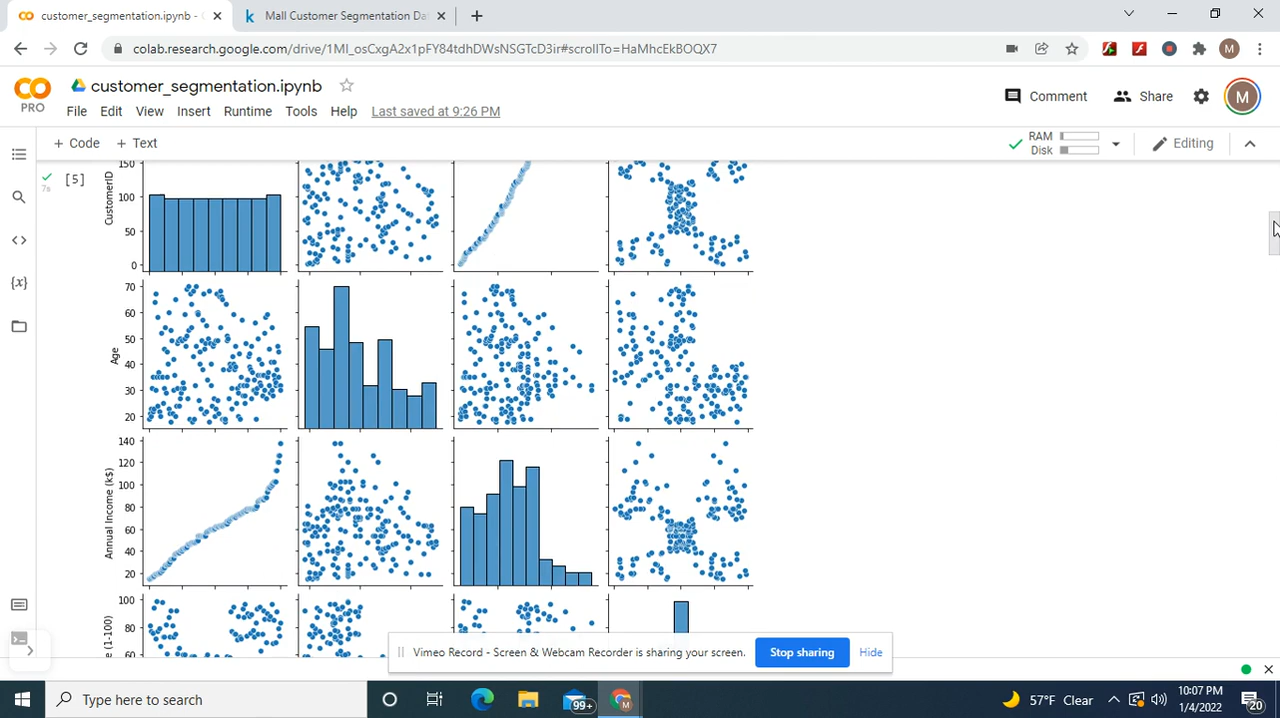 customer_segmentation.ipynb - C
Mall Customer Segmentation Da
colab.research.google.com/drive/1Ml_osCxgA2x1pFY84tdhDWsNSGTcD3ir#scrollTo=HaMhcEkBOQX7
M
customer_segmentation.ipynb
PRO
Comment
Share
M
File Edit View Insert Runtime Tools Help Last saved at 9:26 PM
+ Code + Text
RAM
Disk
Editing
[5]
7s
CustomerID
150
100
50
0
{x}
Age
70
60
50
40
30
20
Annual Income (k$)
140
120
100
80
60
40
20
e (1-100)
100
80
60
Vimeo Record - Screen & Webcam Recorder is sharing your screen.
Stop sharing
Hide
Type here to search
99+
M
57°F Clear
10:07 PM
1/4/2022
20